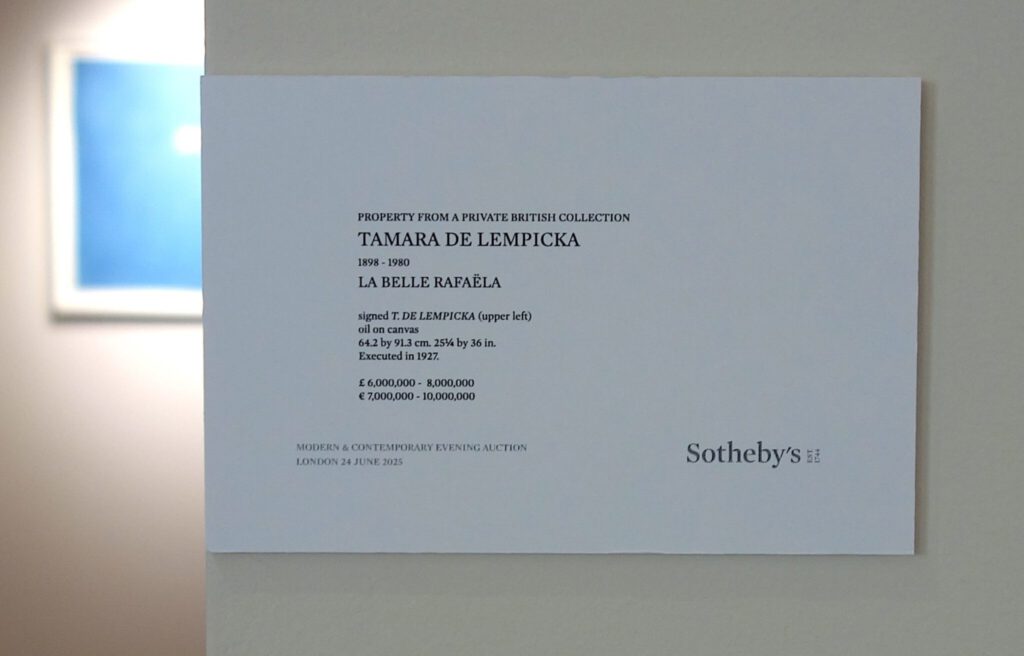 PROPERTY FROM A PRIVATE BRITISH COLLECTION
TAMARA DE LEMPICKA
1898 - 1980
LA BELLE RAFAËLA
signed T. DE LEMPICKA (upper left)
oil on canvas
64.2 by 91.3 cm. 25¼ by 36 in.
Executed in 1927.
£ 6,000,000 - 8,000,000
€ 7,000,000 - 10,000,000
MODERN & CONTEMPORARY EVENING AUCTION
LONDON 24 JUNE 2025
Sotheby's EST. 1744